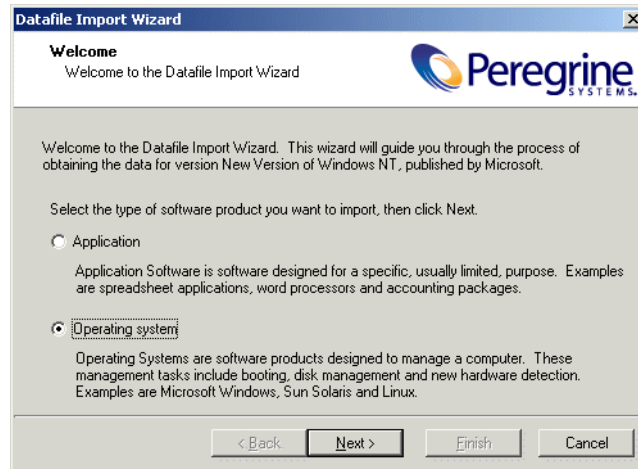 Datafile Import Wizard
Welcome
Welcome to the Datafile Import Wizard
Peregrine
SYSTEMS
Welcome to the Datafile Import Wizard. This wizard will guide you through the process of
obtaining the data for version New Version of Windows NT, published by Microsoft.
Select the type of software product you want to import, then click Next.
Application
Application Software is software designed for a specific, usually limited, purpose. Examples
are spreadsheet applications, word processors and accounting packages.
Operating system
Operating Systems are software products designed to manage a computer. These
management tasks include booting, disk management and new hardware detection.
Examples are Microsoft Windows, Sun Solaris and Linux.
< Back Next > Finish Cancel